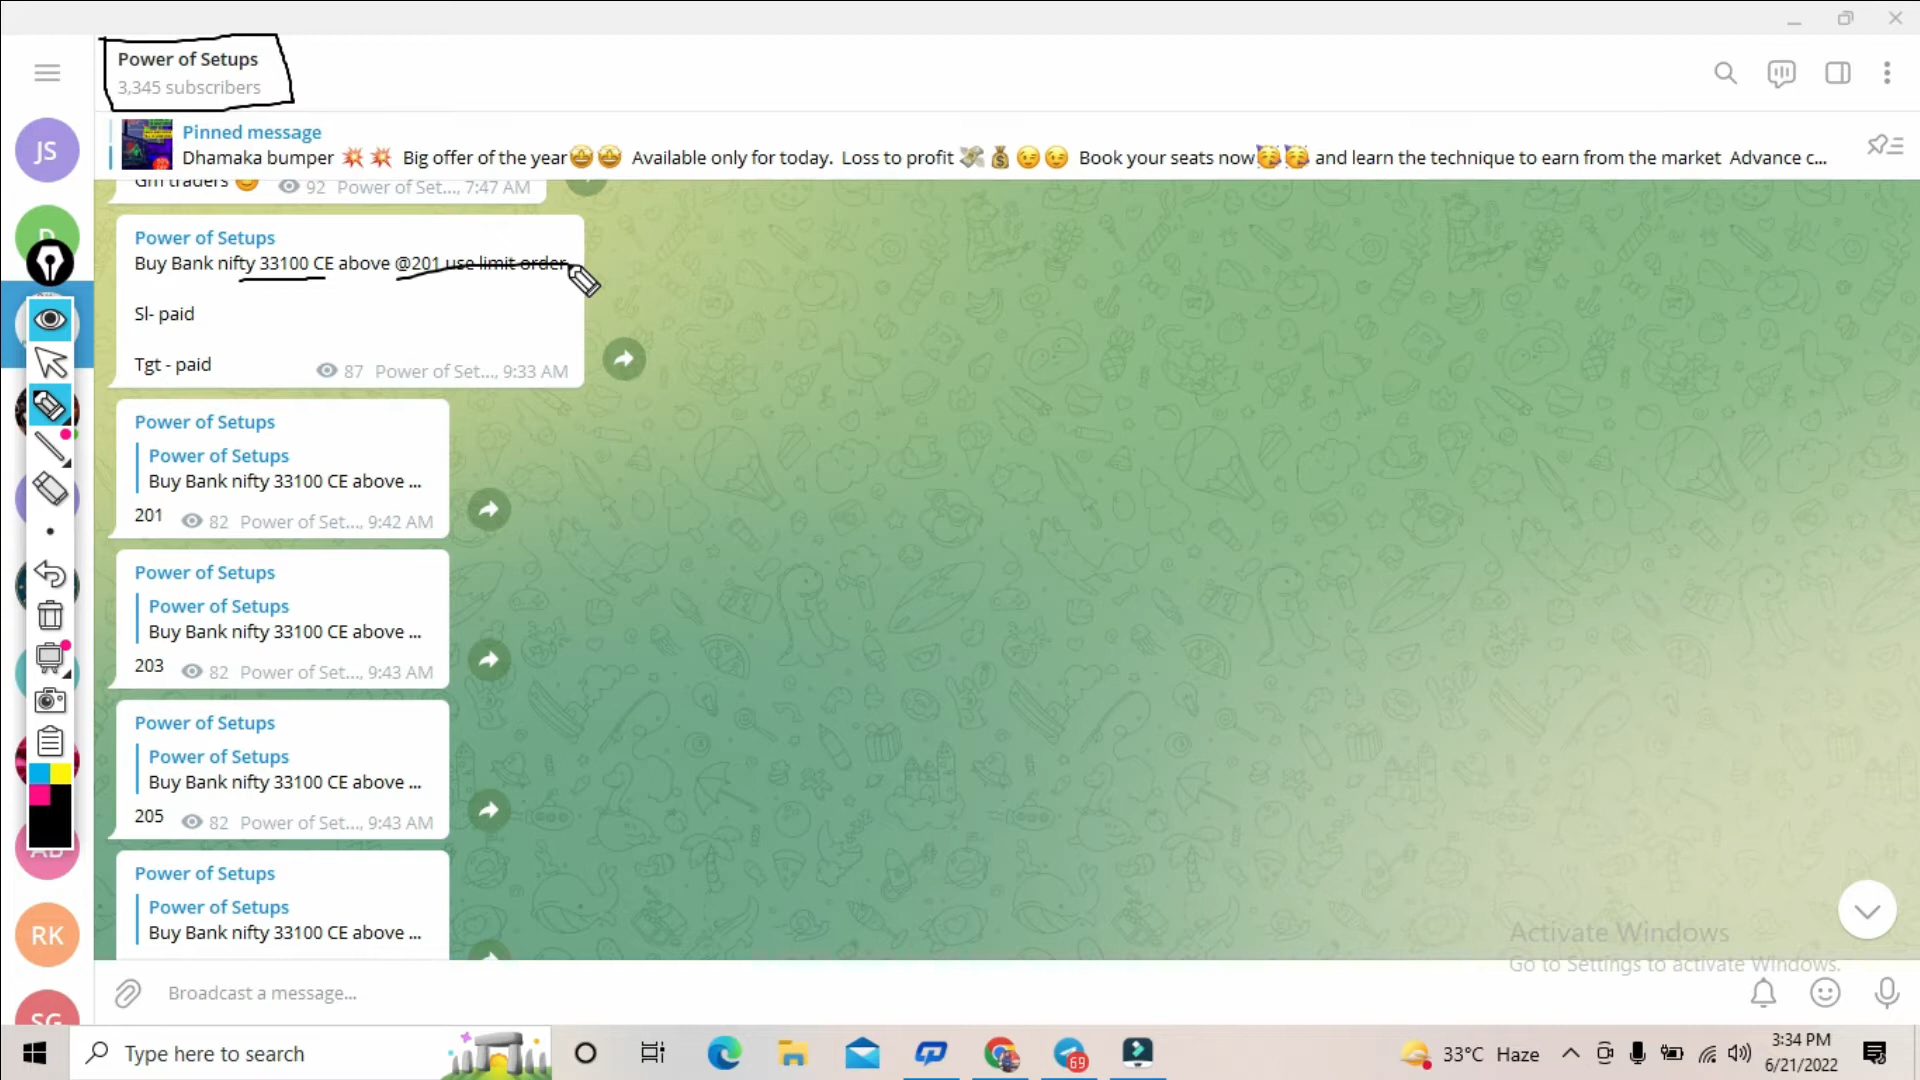 Power of Setups
3,345 subscribers
Pinned message
Dhamaka bumper 💥 💥 Big offer of the year🤩 🤩 Available only for today. Loss to profit 💸 💰 😉 😉 Book your seats now🥳 🥳 and learn the technique to earn from the market Advance c...
Gm traders 😊 92 Power of Set..., 7:47 AM
Power of Setups
Buy Bank nifty 33100 CE above @201 use limit order
Sl- paid
Tgt - paid
87 Power of Set..., 9:33 AM
Power of Setups
Power of Setups
Buy Bank nifty 33100 CE above ...
201 82 Power of Set..., 9:42 AM
Power of Setups
Power of Setups
Buy Bank nifty 33100 CE above ...
203 82 Power of Set..., 9:43 AM
Power of Setups
Power of Setups
Buy Bank nifty 33100 CE above ...
205 82 Power of Set..., 9:43 AM
Power of Setups
Power of Setups
Buy Bank nifty 33100 CE above ...
JS
D
AB
RK
SG
Activate Windows
Go to Settings to activate Windows.
Broadcast a message...
Type here to search
69
33°C Haze
3:34 PM
6/21/2022